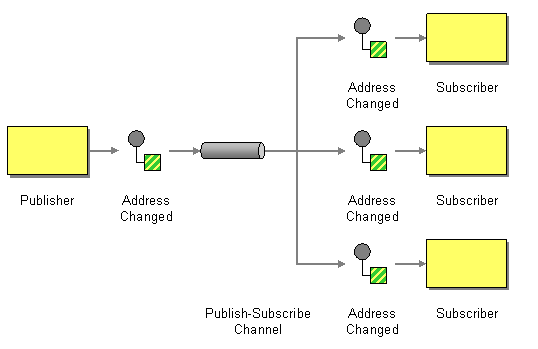 Address
Changed
Subscriber
Publisher
Address
Changed
Address
Changed
Subscriber
Publish-Subscribe
Channel
Address
Changed
Subscriber